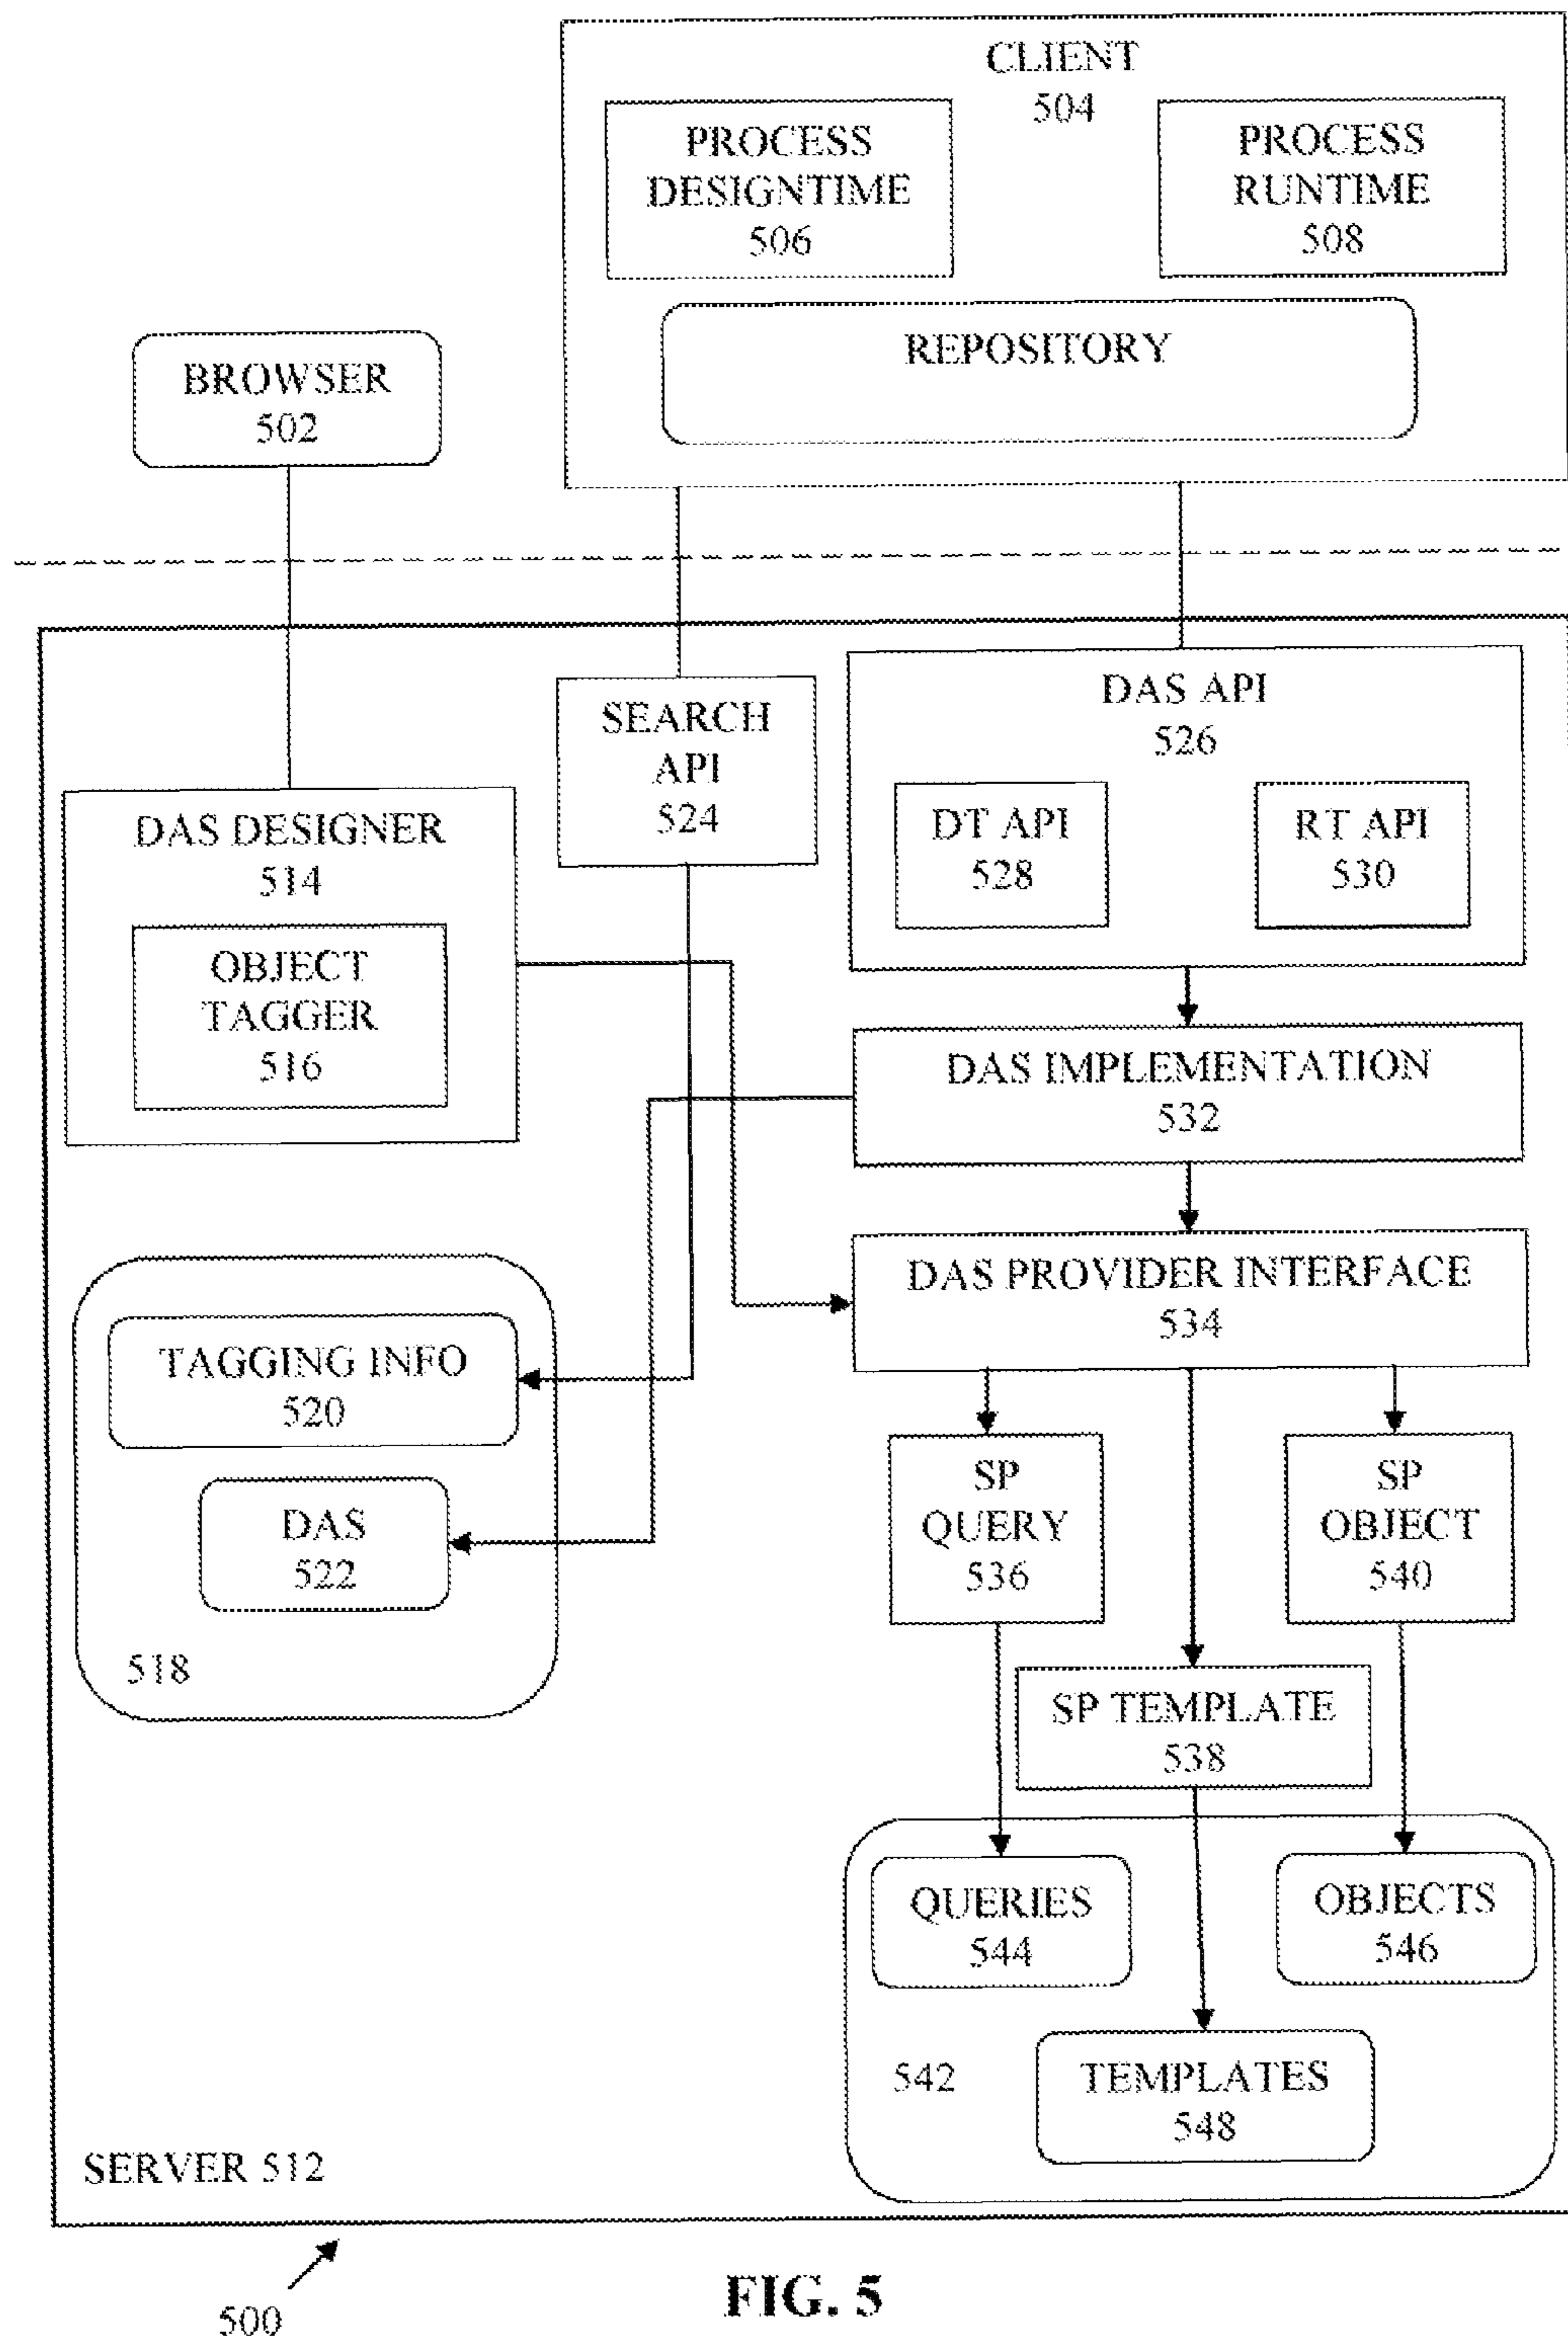 CLIENT
504
PROCESS
DESIGNTIME
506
PROCESS
RUNTIME
508
REPOSITORY
BROWSER
502
DAS API
526
DT API
528
RT API
530
SEARCH
API
524
DAS DESIGNER
514
OBJECT
TAGGER
516
DAS IMPLEMENTATION
532
DAS PROVIDER INTERFACE
534
TAGGING INFO
520
DAS
522
518
SP
QUERY
536
SP
OBJECT
540
SP TEMPLATE
538
QUERIES
544
OBJECTS
546
542
TEMPLATES
548
SERVER 512
500
FIG. 5